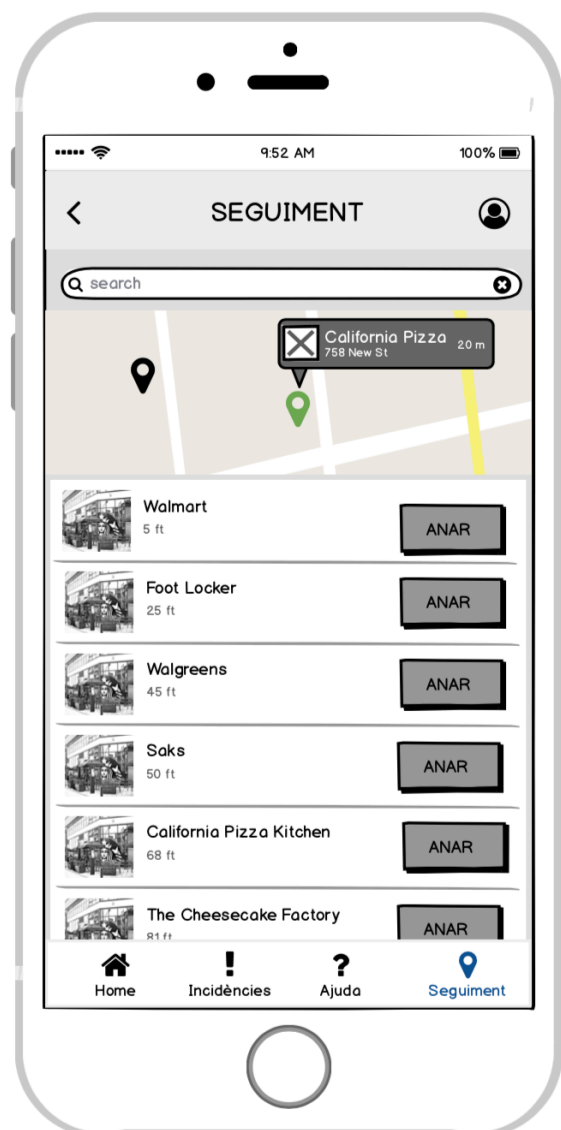 9:52 AM
100%
SEGUIMENT
search
California Pizza
758 New St
20 m
Walmart
5 ft
ANAR
Foot Locker
25 ft
ANAR
Walgreens
45 ft
ANAR
Saks
50 ft
ANAR
California Pizza Kitchen
68 ft
ANAR
The Cheesecake Factory
81 ft
ANAR
Home
Incidències
Ajuda
Seguiment